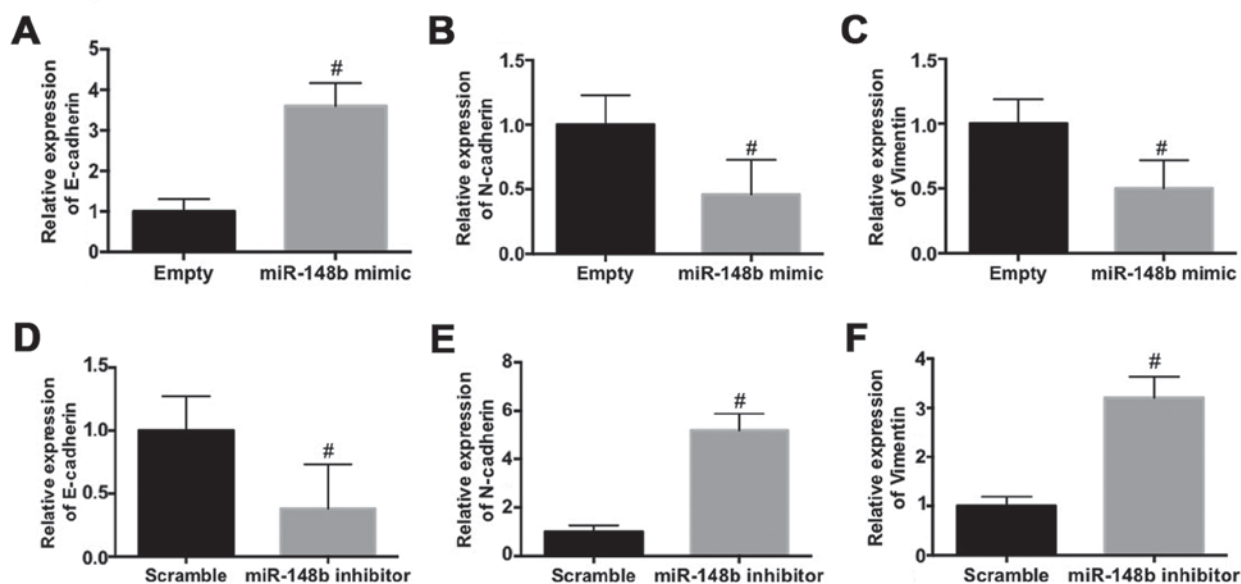 A
Relative expression
of E-cadherin
5
4
3
2
1
0
#
Empty
miR-148b mimic
B
Relative expression
of N-cadherin
1.5
1.0
0.5
0.0
#
Empty
miR-148b mimic
C
Relative expression
of Vimentin
1.5
1.0
0.5
0.0
#
Empty
miR-148b mimic
D
Relative expression
of E-cadherin
1.5
1.0
0.5
0.0
#
Scramble
miR-148b inhibitor
E
Relative expression
of N-cadherin
8
6
4
2
0
#
Scramble
miR-148b inhibitor
F
Relative expression
of Vimentin
4
3
2
1
0
#
Scramble
miR-148b inhibitor